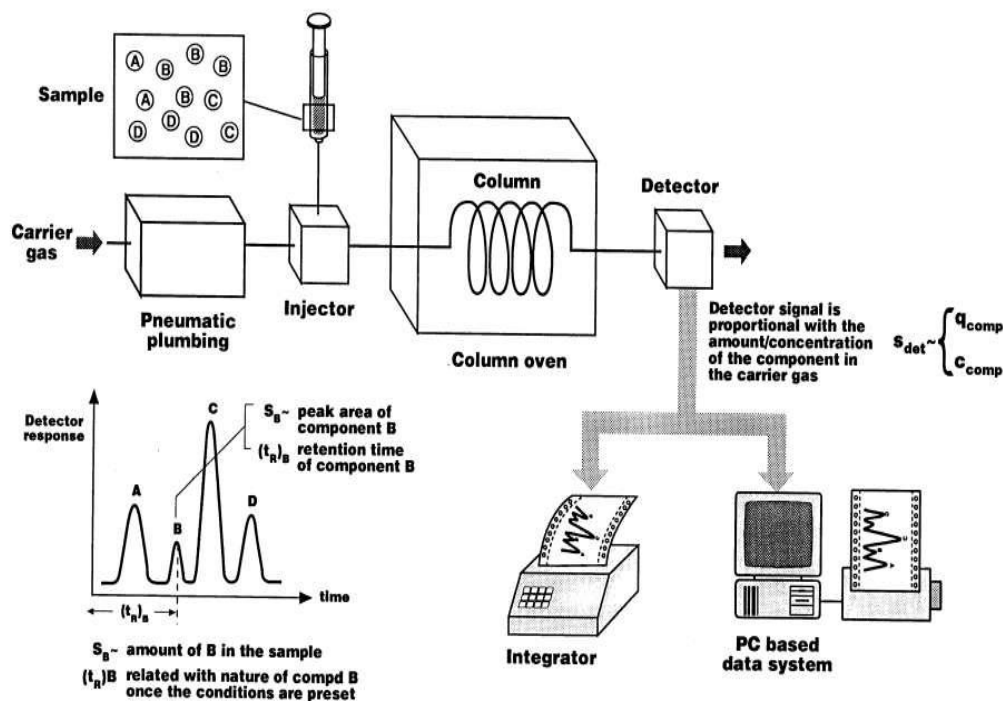 Sample
A
B
B
B
A
B
C
D
D
D
C
Carrier
gas
Pneumatic
plumbing
Injector
Column
Column oven
Detector
Detector signal is
proportional with the
amount/concentration
of the component in
the carrier gas
s_det~ { q_comp
c_comp
Detector
response
A
B
C
D
S_B~ peak area of
component B
(t_R)_B retention time
of component B
time
(t_R)_B
S_B~ amount of B in the sample
(t_R)B related with nature of compd B
once the conditions are preset
Integrator
PC based
data system